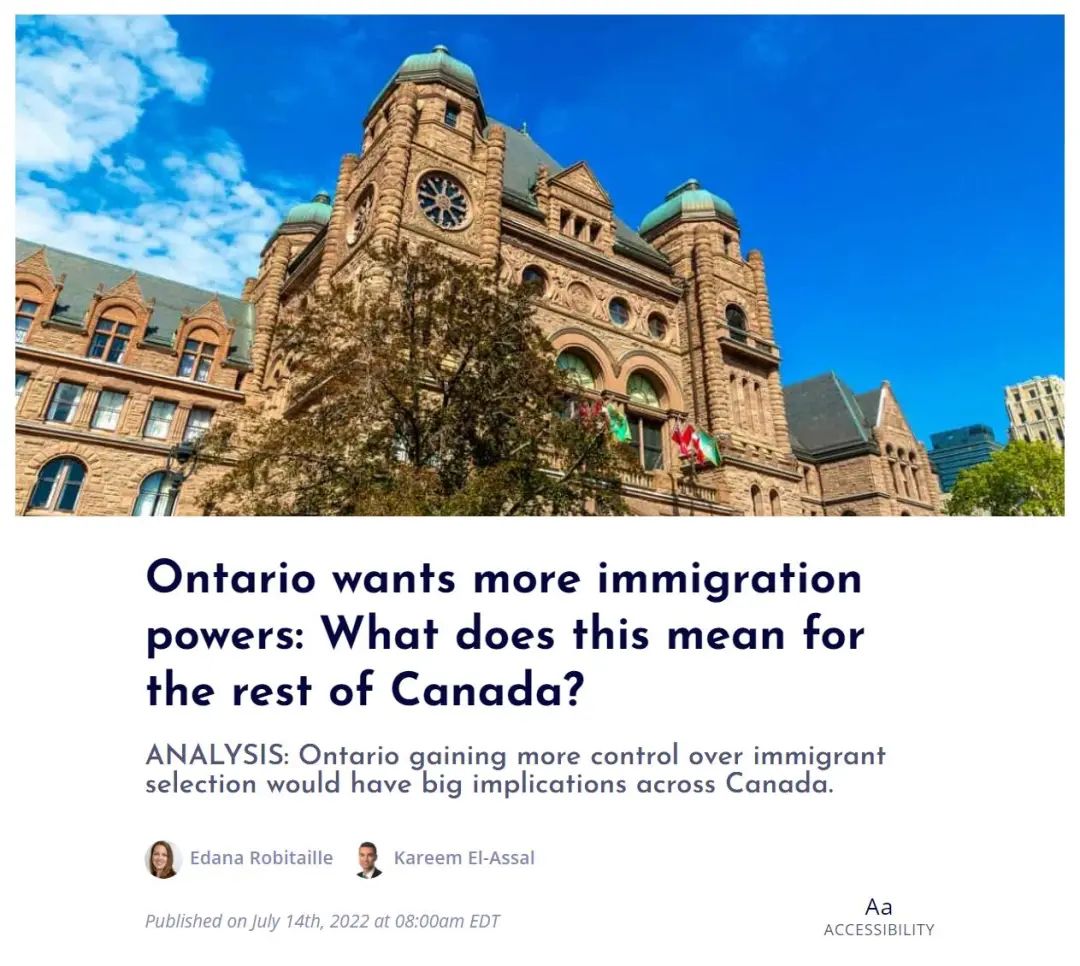 Ontario wants more immigration
powers: What does this mean for
the rest of Canada?
ANALYSIS: Ontario gaining more control over immigrant
selection would have big implications across Canada.
Edana Robitaille Kareem El-Assal
Published on July 14th, 2022 at 08:00am EDT
Aa
ACCESSIBILITY